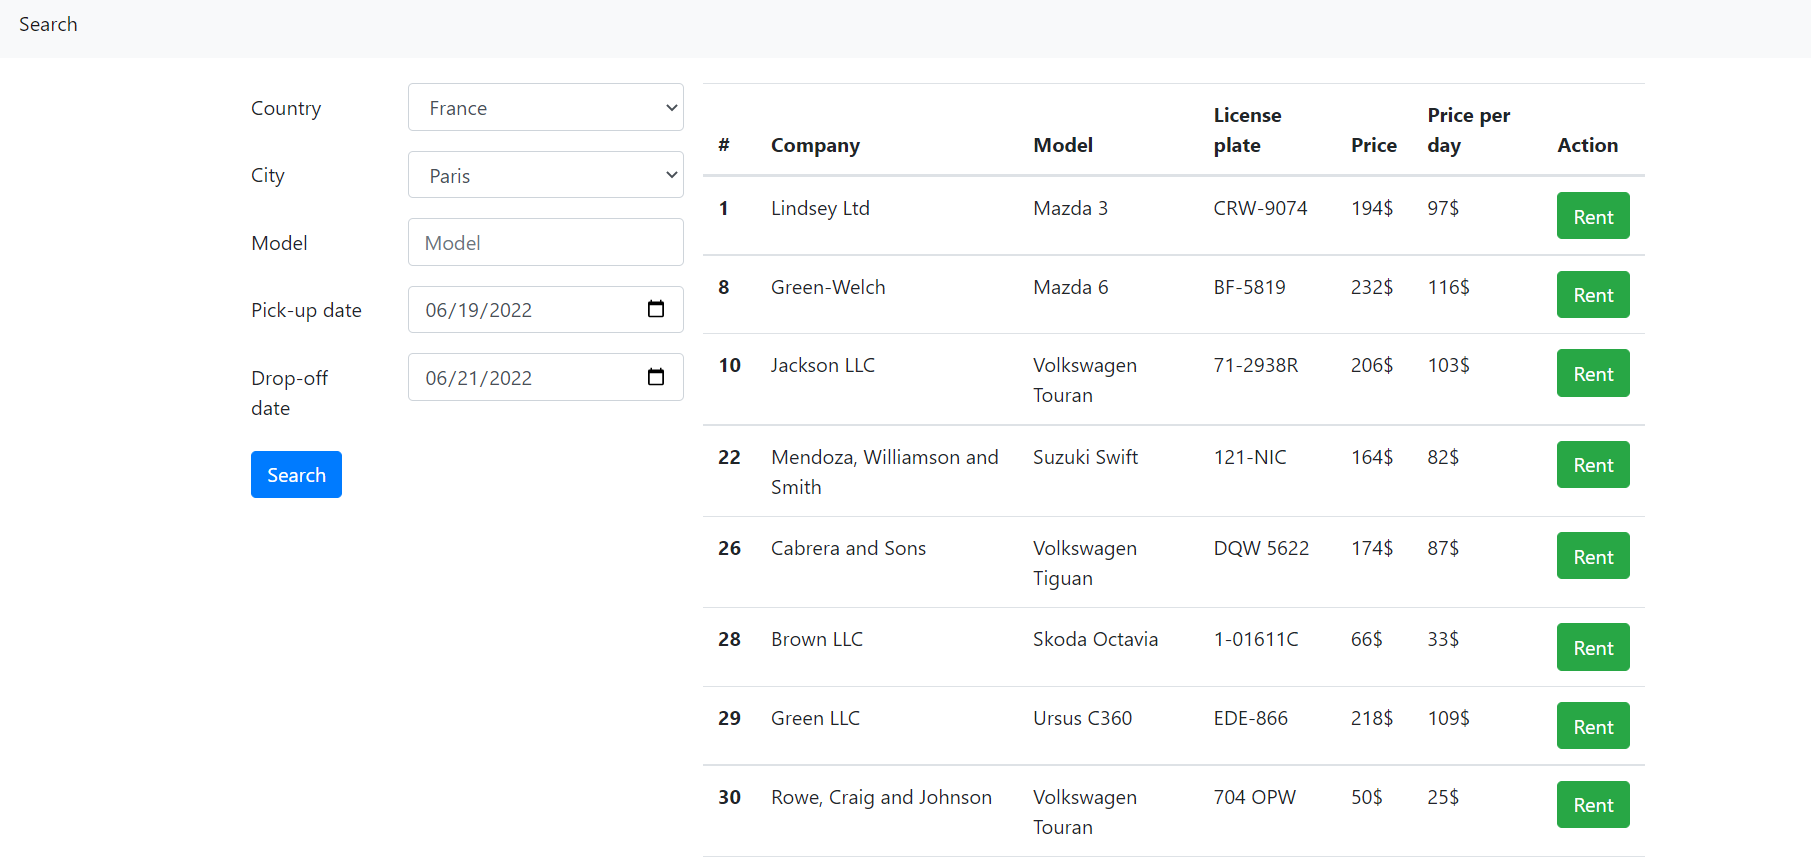 Search
Country France
City Paris
Model Model
Pick-up date 06/19/2022
Drop-off 06/21/2022
date
Search
# Company Model License plate Price Price per day Action
1 Lindsey Ltd Mazda 3 CRW-9074 194$ 97$ Rent
8 Green-Welch Mazda 6 BF-5819 232$ 116$ Rent
10 Jackson LLC Volkswagen Touran 71-2938R 206$ 103$ Rent
22 Mendoza, Williamson and Smith Suzuki Swift 121-NIC 164$ 82$ Rent
26 Cabrera and Sons Volkswagen Tiguan DQW 5622 174$ 87$ Rent
28 Brown LLC Skoda Octavia 1-01611C 66$ 33$ Rent
29 Green LLC Ursus C360 EDE-866 218$ 109$ Rent
30 Rowe, Craig and Johnson Volkswagen Touran 704 OPW 50$ 25$ Rent